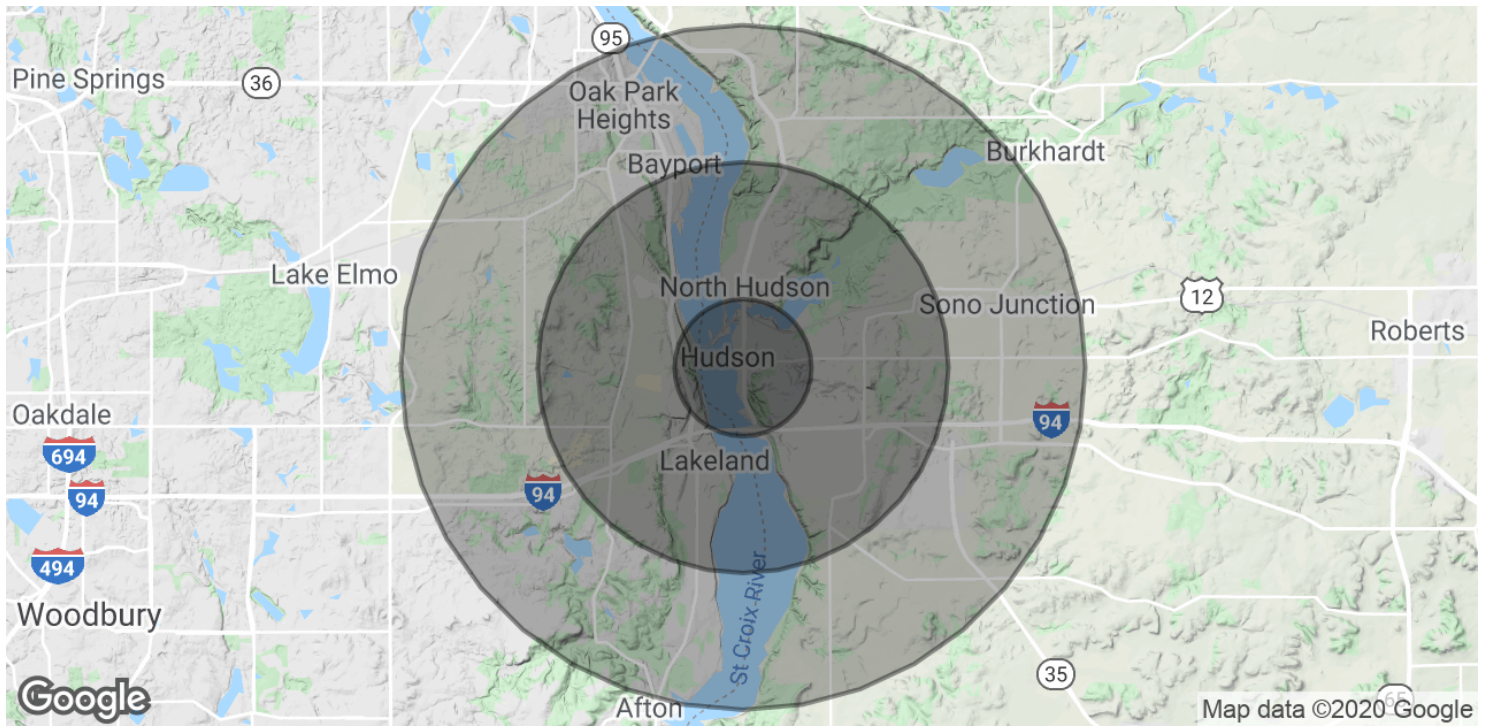 95
Pine Springs
36
Oak Park
Heights
Burkhardt
Bayport
Lake Elmo
North Hudson
12
Sono Junction
Roberts
Hudson
Oakdale
94
694
Lakeland
94
94
494
St Croix River
Woodbury
35
65
Google
Afton
Map data ©2020 Google